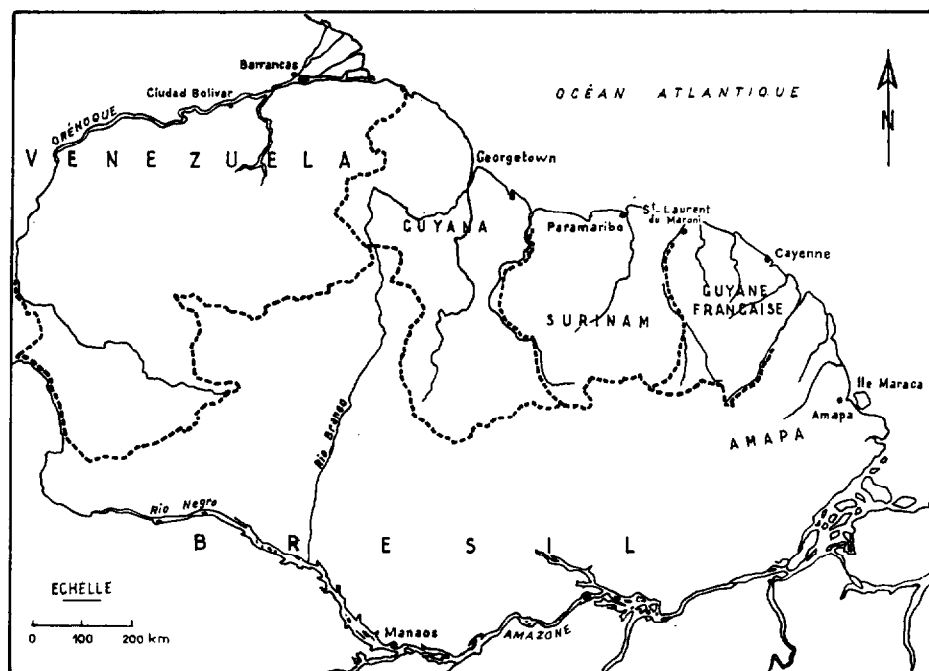 Barrancas
Ciudad Bolivar
ORÉNOQUE
OCÉAN ATLANTIQUE
N
VENEZUELA
Georgetown
GUYANA
Paramaribo
St Laurent
du Maroni
Cayenne
GUYANE
FRANÇAISE
SURINAM
Ile Maraca
Amapa
AMAPA
Rio Branco
Rio Negro
BRESIL
ECHELLE
0 100 200 km
Manaos
AMAZONE